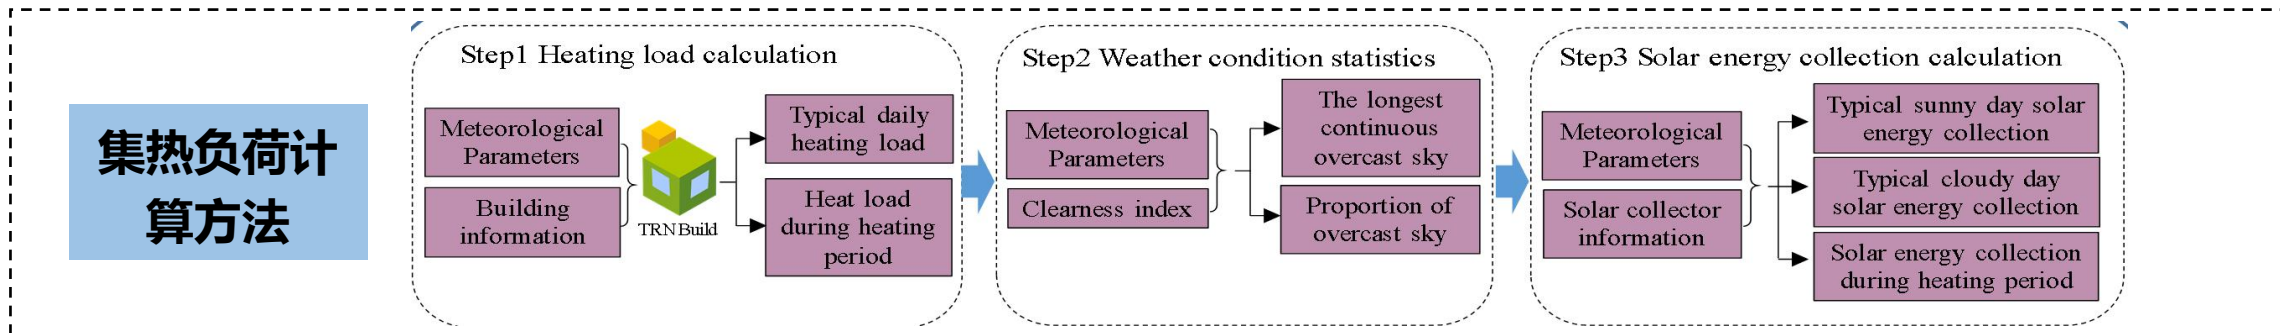 集热负荷计
算方法
Step1 Heating load calculation
Meteorological
Parameters
Building
information
TRN Build
Typical daily
heating load
Heat load
during heating
period
Step2 Weather condition statistics
Meteorological
Parameters
Clearness index
The longest
continuous
overcast sky
Proportion of
overcast sky
Step3 Solar energy collection calculation
Meteorological
Parameters
Solar collector
information
Typical sunny day solar
energy collection
Typical cloudy day
solar energy collection
Solar energy collection
during heating period